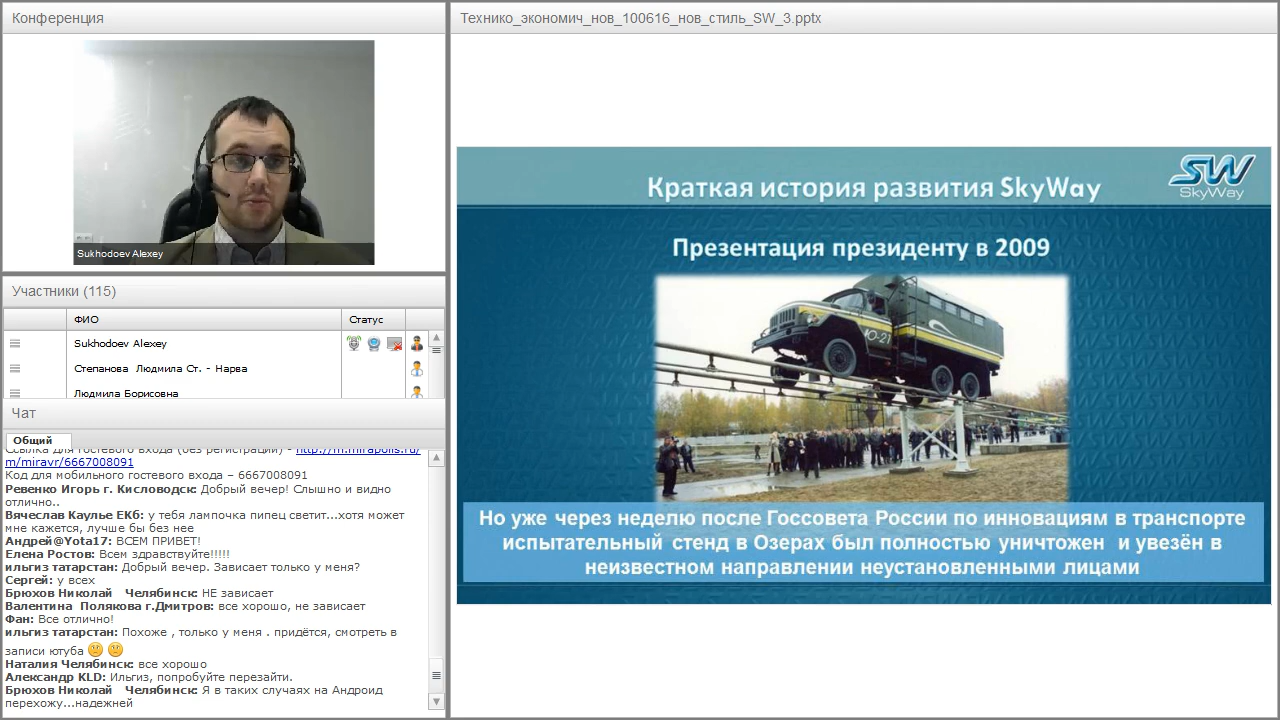 Конференция
Sukhodoev Alexey
Участники (115)
ФИО
Статус
Sukhodoev Alexey
Степанова Людмила Ст. - Нарва
Людмила Борисовна
Чат
Общий
Ссылка для гостевого входа (без регистрации) - http://m.mirapolis.ru/
m/miravr/6667008091
Код для мобильного гостевого входа – 6667008091
Ревенко Игорь г. Кисловодск: Добрый вечер! Слышно и видно
отлично..
Вячеслав Каулье ЕКб: у тебя лампочка пипец светит...хотя может
мне кажется, лучше бы без нее
Андрей@Yota17: ВСЕМ ПРИВЕТ!
Елена Ростов: Всем здравствуйте!!!!!
ильгиз татарстан: Добрый вечер. Зависает только у меня?
Сергей: у всех
Брюхов Николай Челябинск: НЕ зависает
Валентина Полякова г.Дмитров: все хорошо, не зависает
Фан: Все отлично!
ильгиз татарстан: Похоже , только у меня . придётся, смотреть в
записи ютуба
Наталия Челябинск: все хорошо
Александр KLD: Ильгиз, попробуйте перезайти.
Брюхов Николай Челябинск: Я в таких случаях на Андроид
перехожу...надежней
Технико_экономич_нов_100616_нов_стиль_SW_3.pptx
Краткая история развития SkyWay
SW
SkyWay
Презентация президенту в 2009
Ю-21
Но уже через неделю после Госсовета России по инновациям в транспорте
испытательный стенд в Озерах был полностью уничтожен и увезён в
неизвестном направлении неустановленными лицами